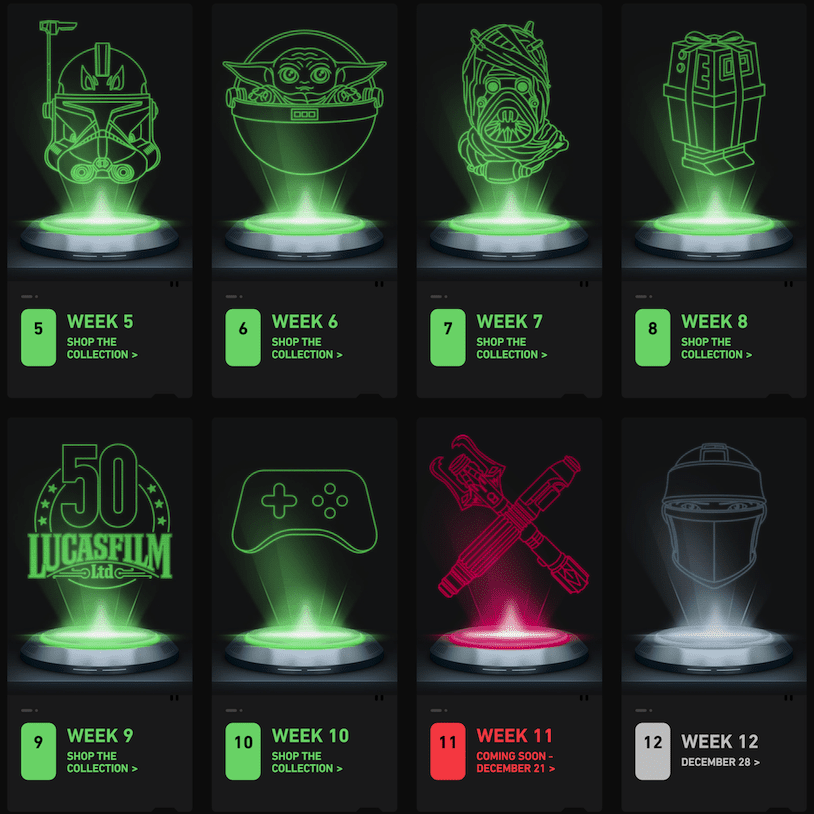 5
WEEK 5
SHOP THE
COLLECTION >
6
WEEK 6
SHOP THE
COLLECTION >
7
WEEK 7
SHOP THE
COLLECTION >
8
WEEK 8
SHOP THE
COLLECTION >
50
LUCASFILM
Ltd
9
WEEK 9
SHOP THE
COLLECTION >
10
WEEK 10
SHOP THE
COLLECTION >
11
WEEK 11
COMING SOON -
DECEMBER 21 >
12
WEEK 12
DECEMBER 28 >